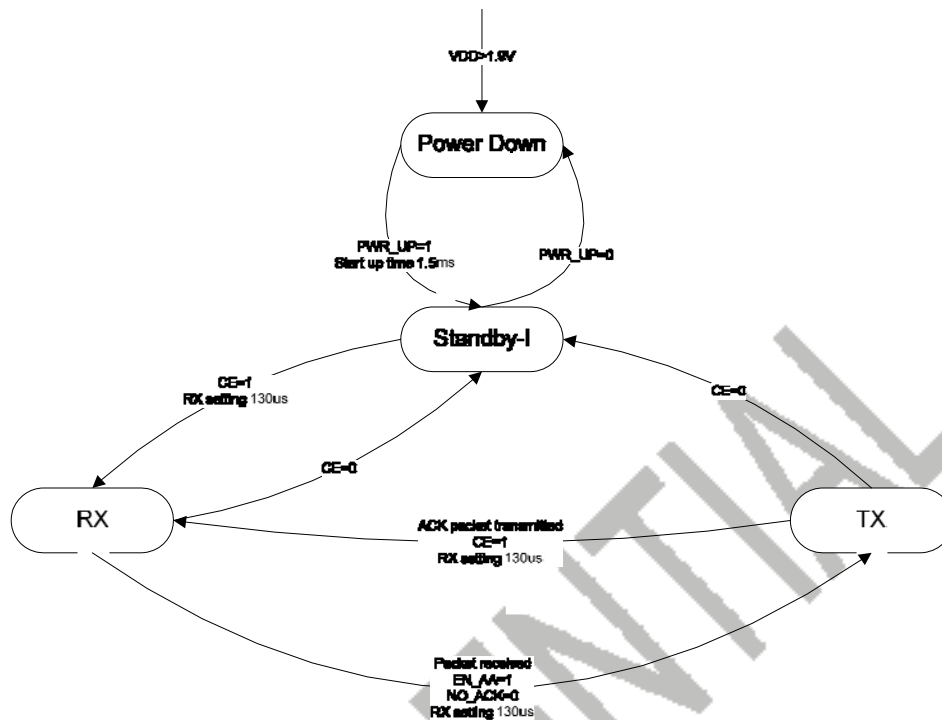 VDD>1.9V
Power Down
PWR_UP=1
Start up time 1.5ms
PWR_UP=0
Standby-I
CE=1
RX setting 130us
CE=0
CE=0
RX
TX
ACK packet transmitted
CE=1
RX setting 130us
Packet received
EN_AA=1
NO_ACK=0
RX setting 130us
ENTIAL